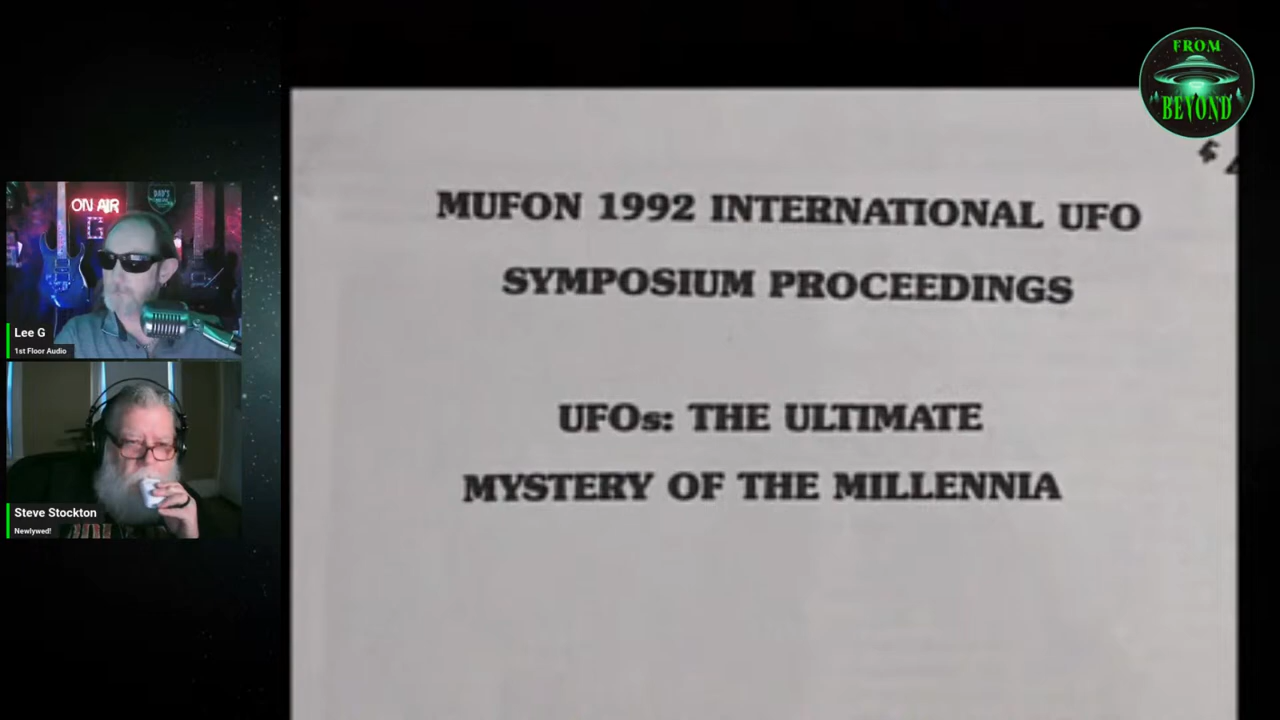 FROM
BEYOND
MUFON 1992 INTERNATIONAL UFO
SYMPOSIUM PROCEEDINGS
UFOs: THE ULTIMATE
MYSTERY OF THE MILLENNIA
ON AIR
G
DAD'S
Lee G
1st Floor Audio
Steve Stockton
Newlywed!